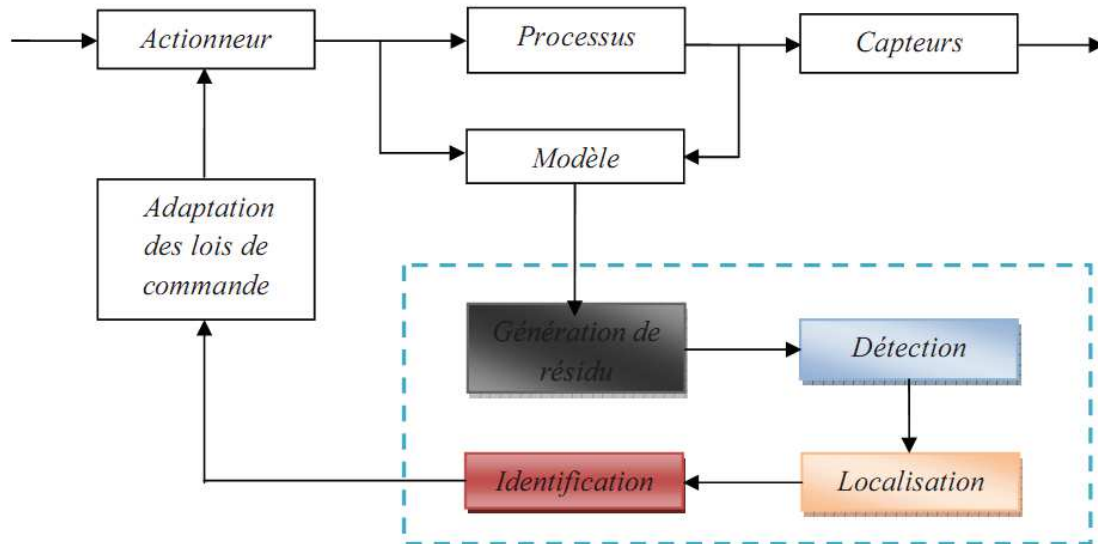 Actionneur
Processus
Capteurs
Modèle
Adaptation
des lois de
commande
Génération de
résidu
Détection
Identification
Localisation